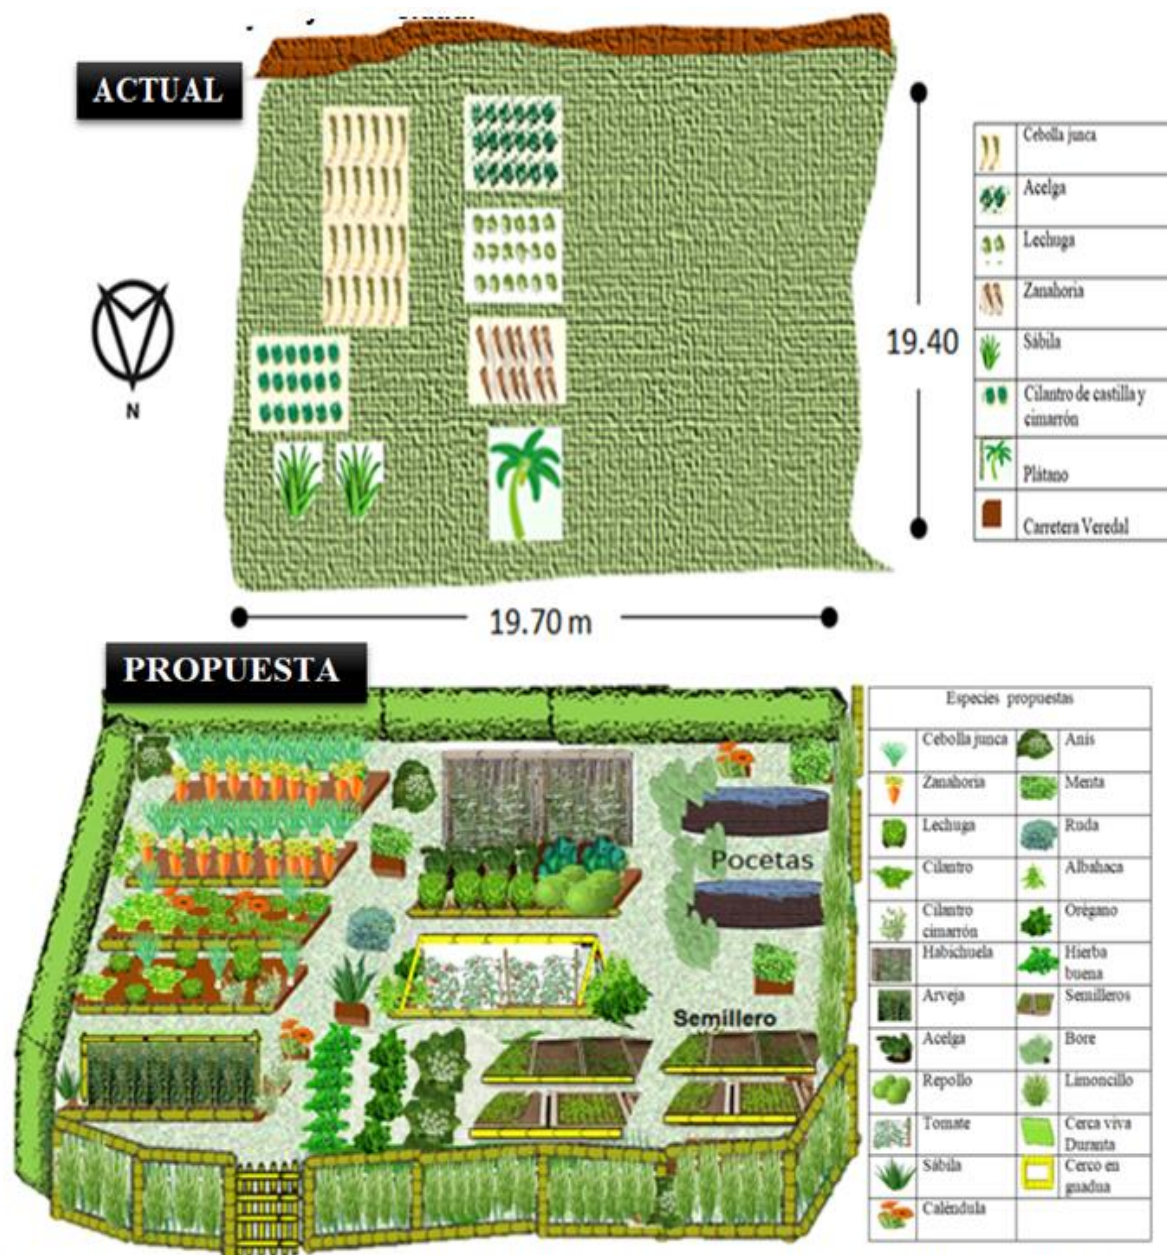 ACTUAL
Cebolla junca
Acelga
Lechuga
Zanahoria
Sábila
Cilantro de castilla y
cimarrón
Plátano
Carretera Veredal
N
19.40
19.70 m
PROPUESTA
Especies propuestas
Cebolla junca
Anis
Zanahoria
Menta
Lechuga
Ruda
Cilantro
Albahaca
Cilantro
cimarrón
Orégano
Habichuela
Hierba
buena
Arveja
Semilleros
Acelga
Bore
Repollo
Limoncillo
Tomate
Cerca viva
Duranta
Sábila
Cerco en
guadua
Caléndula
Pocetas
Semillero